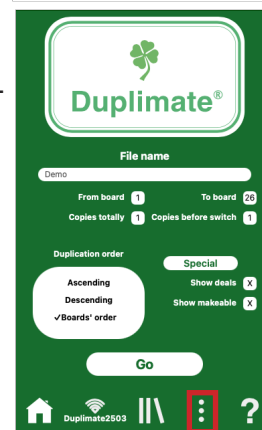 Duplimate®
File name
Demo
From board 1 To board 26
Copies totally 1 Copies before switch 1
Duplication order
Special
Ascending
Show deals X
Descending
Show makeable X
✓Boards' order
Go
Duplimate2503
?